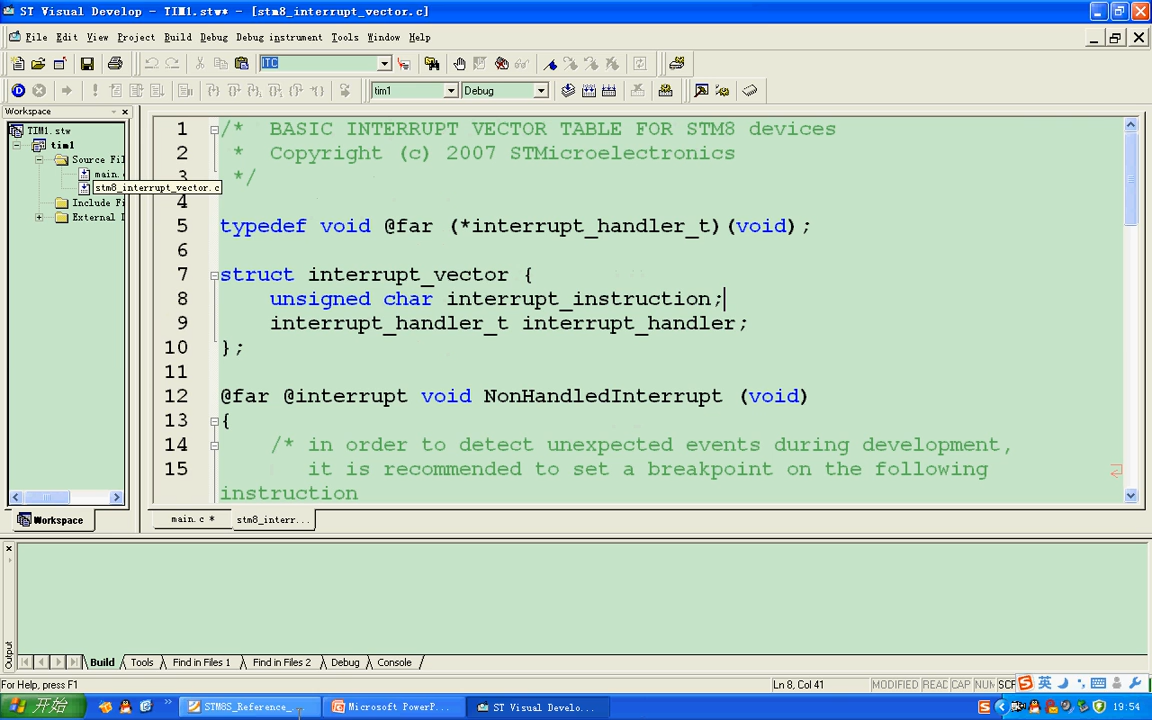 ST Visual Develop - TIM1.stw* - [stm8_interrupt_vector.c]
File Edit View Project Build Debug Debug instrument Tools Window Help
ITC
tim1 Debug
Workspace
TIM1.stw
tim1
Source Fil
main.
stm8_interrupt_vector.c
Include Fi
External I
1 /* BASIC INTERRUPT VECTOR TABLE FOR STM8 devices
2 * Copyright (c) 2007 STMicroelectronics
3 */
4
5 typedef void @far (*interrupt_handler_t)(void);
6
7 struct interrupt_vector {
8 unsigned char interrupt_instruction;
9 interrupt_handler_t interrupt_handler;
10 };
11
12 @far @interrupt void NonHandledInterrupt (void)
13 {
14 /* in order to detect unexpected events during development,
15 it is recommended to set a breakpoint on the following
instruction
Workspace
main.c * stm8_interr...
Output
Build Tools Find in Files 1 Find in Files 2 Debug Console
For Help, press F1
Ln 8, Col 41 MODIFIED READ CAP NUM SCF
英
开始
STM8S_Reference_... Microsoft PowerP... ST Visual Develo...
19:54